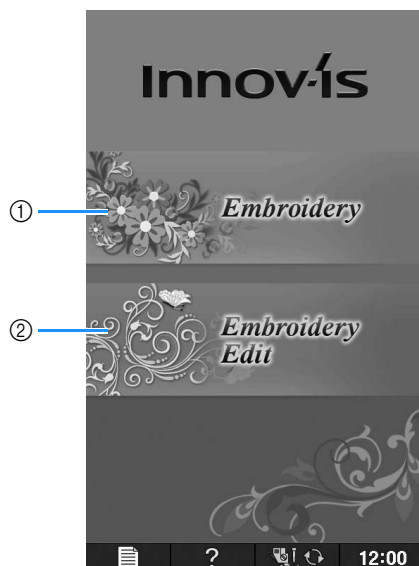 Innov-is
① Embroidery
② Embroidery
Edit
? 12:00